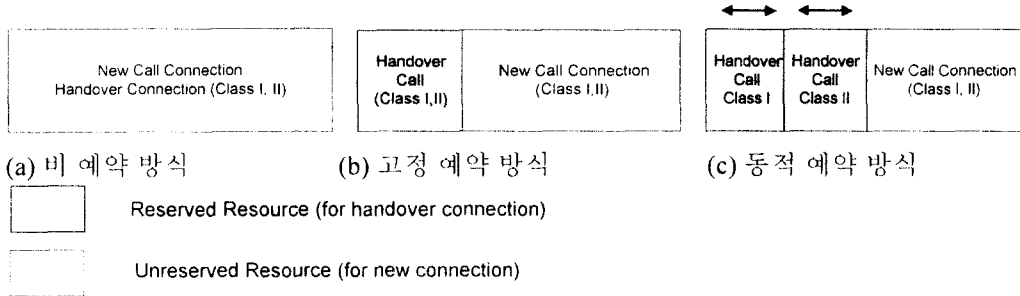 New Call Connection
Handover Connection (Class I, II)
Handover
Call
(Class I,II)
New Call Connection
(Class I,II)
Handover
Call
Class I
Handover
Call
Class II
New Call Connection
(Class I, II)
(a) 비 예약 방식
(b) 고정 예약 방식
(c) 동적 예약 방식
Reserved Resource (for handover connection)
Unreserved Resource (for new connection)